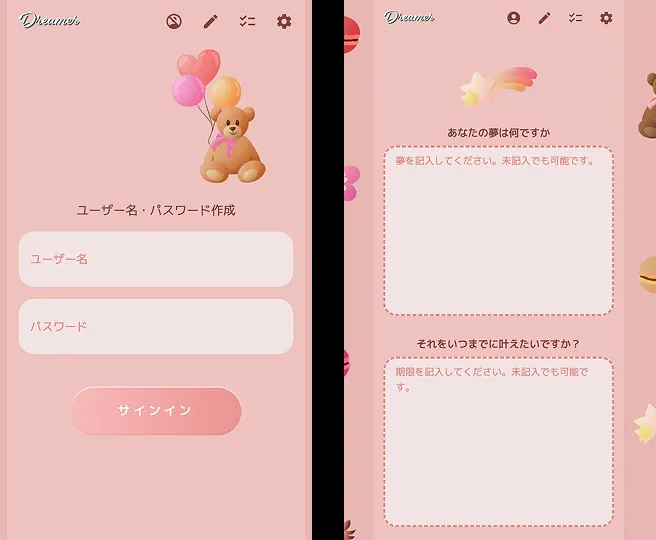 Dreamer
ユーザー名・パスワード作成
ユーザー名
パスワード
サインイン
Dreamer
あなたの夢は何ですか
夢を記入してください。未記入でも可能です。
それをいつまでに叶えたいですか？
期限を記入してください。未記入でも可能で
す。